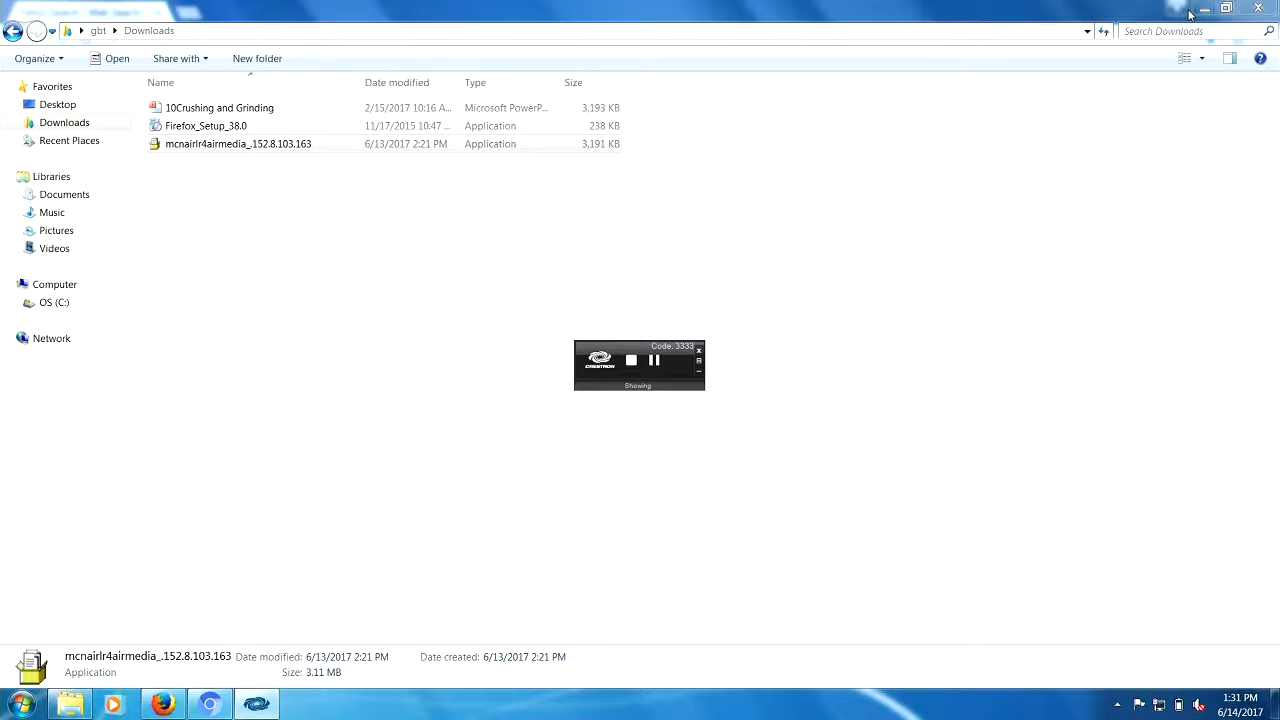 gbt Downloads Search Downloads
Organize Open Share with New folder
Name Date modified Type Size
Favorites
Desktop
Downloads
Recent Places
Libraries
Documents
Music
Pictures
Videos
Computer
OS (C:)
Network
10Crushing and Grinding 2/15/2017 10:16 A... Microsoft PowerP... 3,193 KB
Firefox_Setup_38.0 11/17/2015 10:47 ... Application 238 KB
mcnairlr4airmedia_.152.8.103.163 6/13/2017 2:21 PM Application 3,191 KB
Code: 3333
CRESTRON
Showing
mcnairlr4airmedia_.152.8.103.163 Date modified: 6/13/2017 2:21 PM Date created: 6/13/2017 2:21 PM
Application Size: 3.11 MB
1:31 PM
6/14/2017